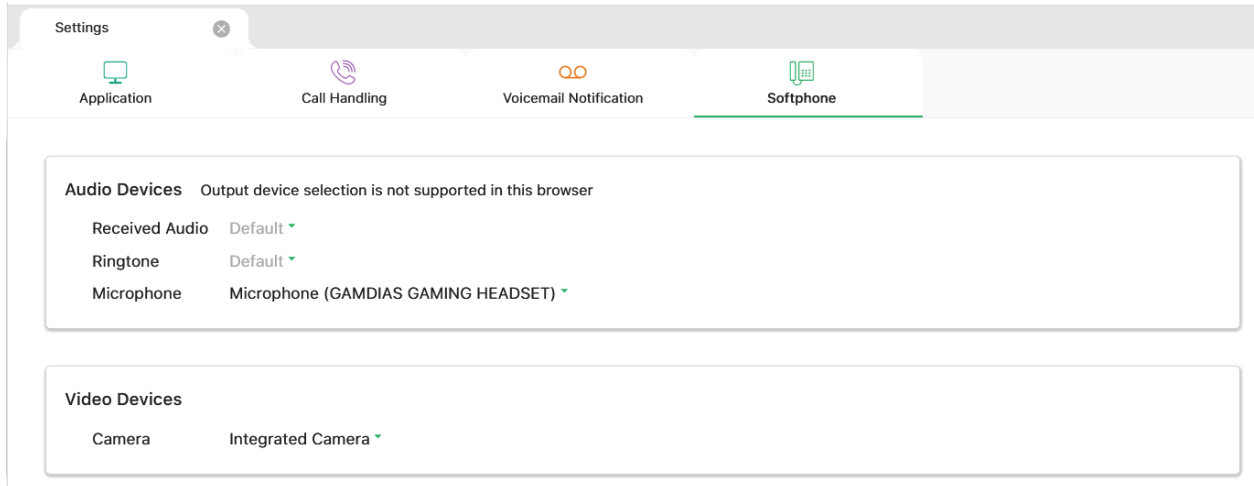 Settings
Application Call Handling Voicemail Notification Softphone
Audio Devices Output device selection is not supported in this browser
Received Audio Default
Ringtone Default
Microphone Microphone (GAMDIAS GAMING HEADSET)
Video Devices
Camera Integrated Camera